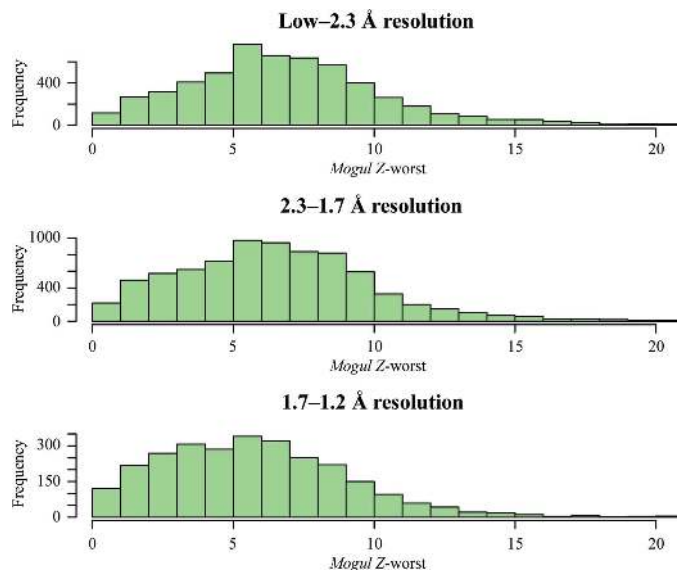 Low–2.3 Å resolution
Frequency
400
0
0 5 10 15 20
Mogul Z-worst
2.3–1.7 Å resolution
Frequency
1000
400
0
0 5 10 15 20
Mogul Z-worst
1.7–1.2 Å resolution
Frequency
300
150
0
0 5 10 15 20
Mogul Z-worst